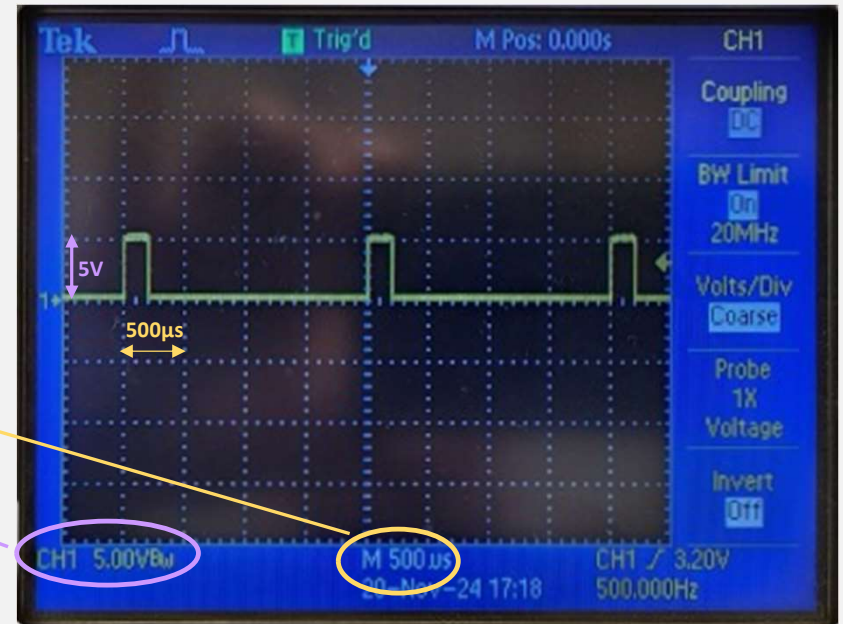 Tek T Trig'd M Pos: 0.000s CH1
Coupling
DC
BW Limit
On
20MHz
5V
Volts/Div
1
Coarse
500µs
Probe
1X
Voltage
Invert
Off
CH1 5.00VBW M 500µs CH1 3.20V
20-Nov-24 17:18 500.000Hz